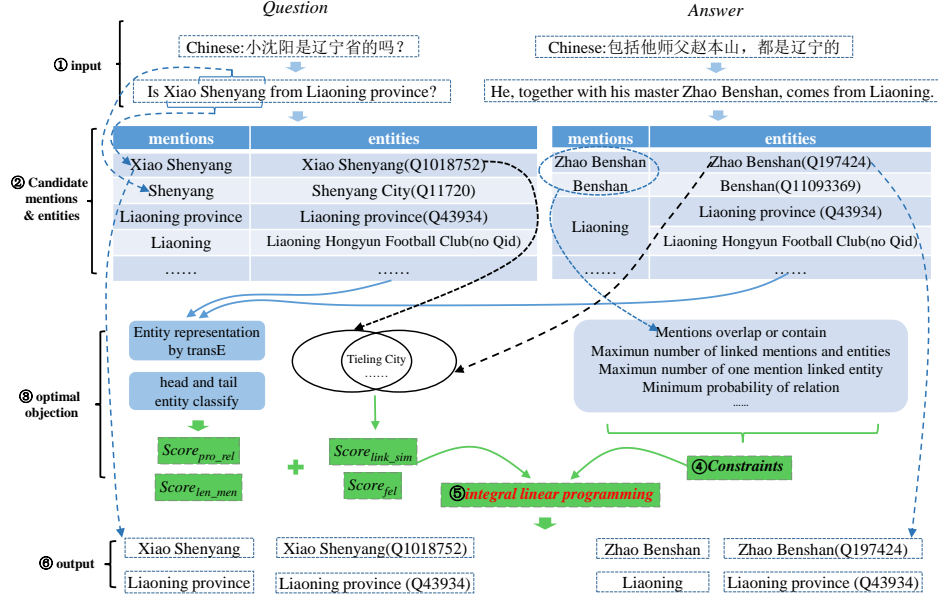 Question
Answer
① input
Chinese:小沈阳是辽宁省的吗?
Chinese:包括他师父赵本山，都是辽宁的
Is Xiao Shenyang from Liaoning province?
He, together with his master Zhao Benshan, comes from Liaoning.
② Candidate
mentions
& entities
mentions
entities
Xiao Shenyang
Xiao Shenyang(Q1018752)
Shenyang
Shenyang City(Q11720)
Liaoning province
Liaoning province(Q43934)
Liaoning
Liaoning Hongyun Football Club(no Qid)
......
......
mentions
entities
Zhao Benshan
Zhao Benshan(Q197424)
Benshan
Benshan(Q11093369)
Liaoning
Liaoning province (Q43934)
Liaoning Hongyun Football Club(no Qid)
......
③ optimal
objection
Entity representation
by transE
head and tail
entity classify
Tieling City
......
Mentions overlap or contain
Maximun number of linked mentions and entities
Maximun number of one mention linked entity
Minimum probability of relation
......
Score_pro_rel
Score_len_men
+
Score_link_sim
Score_fel
④Constraints
⑤integral linear programming
⑥ output
Xiao Shenyang
Xiao Shenyang(Q1018752)
Zhao Benshan
Zhao Benshan(Q197424)
Liaoning province
Liaoning province (Q43934)
Liaoning
Liaoning province (Q43934)